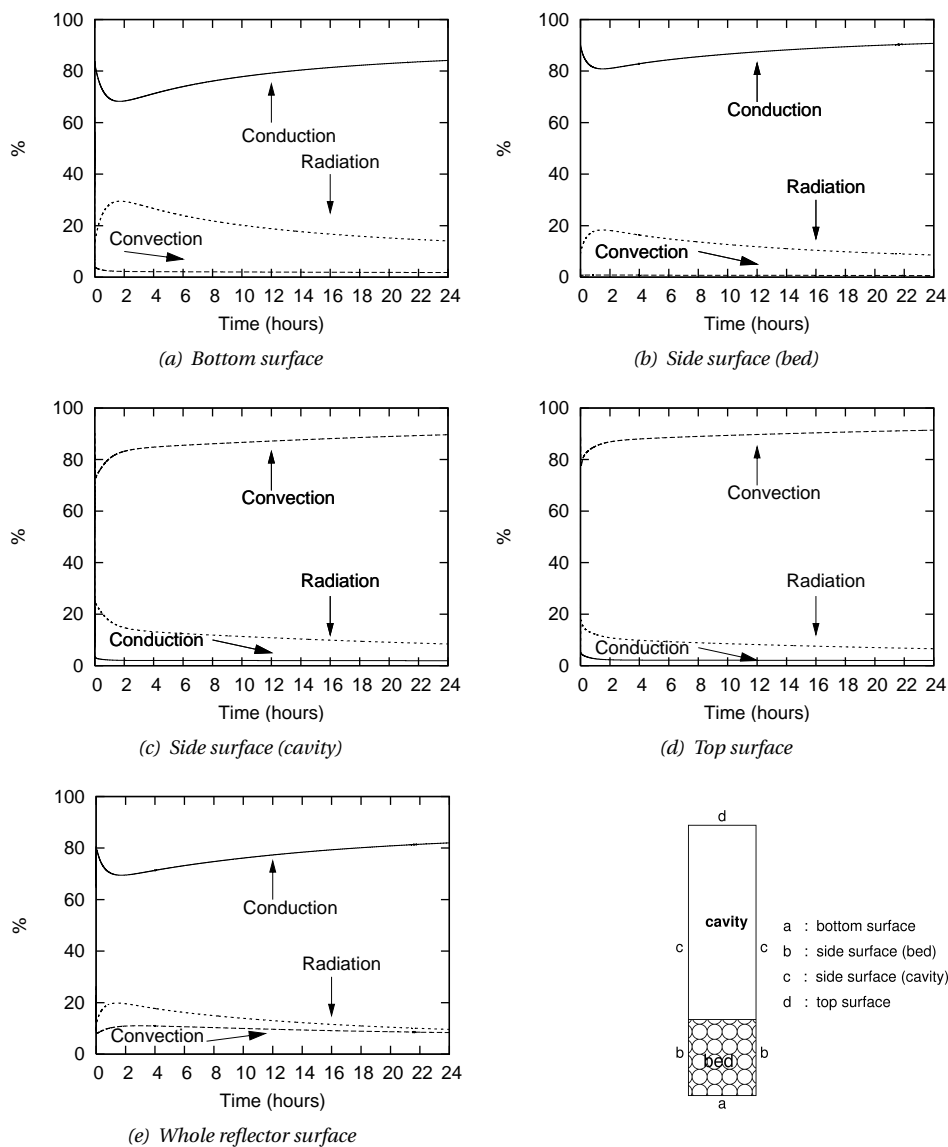 100
80
60
40
20
0
%
Conduction
Radiation
Convection
0 2 4 6 8 10 12 14 16 18 20 22 24
Time (hours)
(a) Bottom surface
100
80
60
40
20
0
%
Conduction
Radiation
Convection
0 2 4 6 8 10 12 14 16 18 20 22 24
Time (hours)
(b) Side surface (bed)
100
80
60
40
20
0
%
Convection
Radiation
Conduction
0 2 4 6 8 10 12 14 16 18 20 22 24
Time (hours)
(c) Side surface (cavity)
100
80
60
40
20
0
%
Convection
Radiation
Conduction
0 2 4 6 8 10 12 14 16 18 20 22 24
Time (hours)
(d) Top surface
100
80
60
40
20
0
%
Conduction
Radiation
Convection
0 2 4 6 8 10 12 14 16 18 20 22 24
Time (hours)
(e) Whole reflector surface
d
cavity
c c
b bed b
a
a : bottom surface
b : side surface (bed)
c : side surface (cavity)
d : top surface